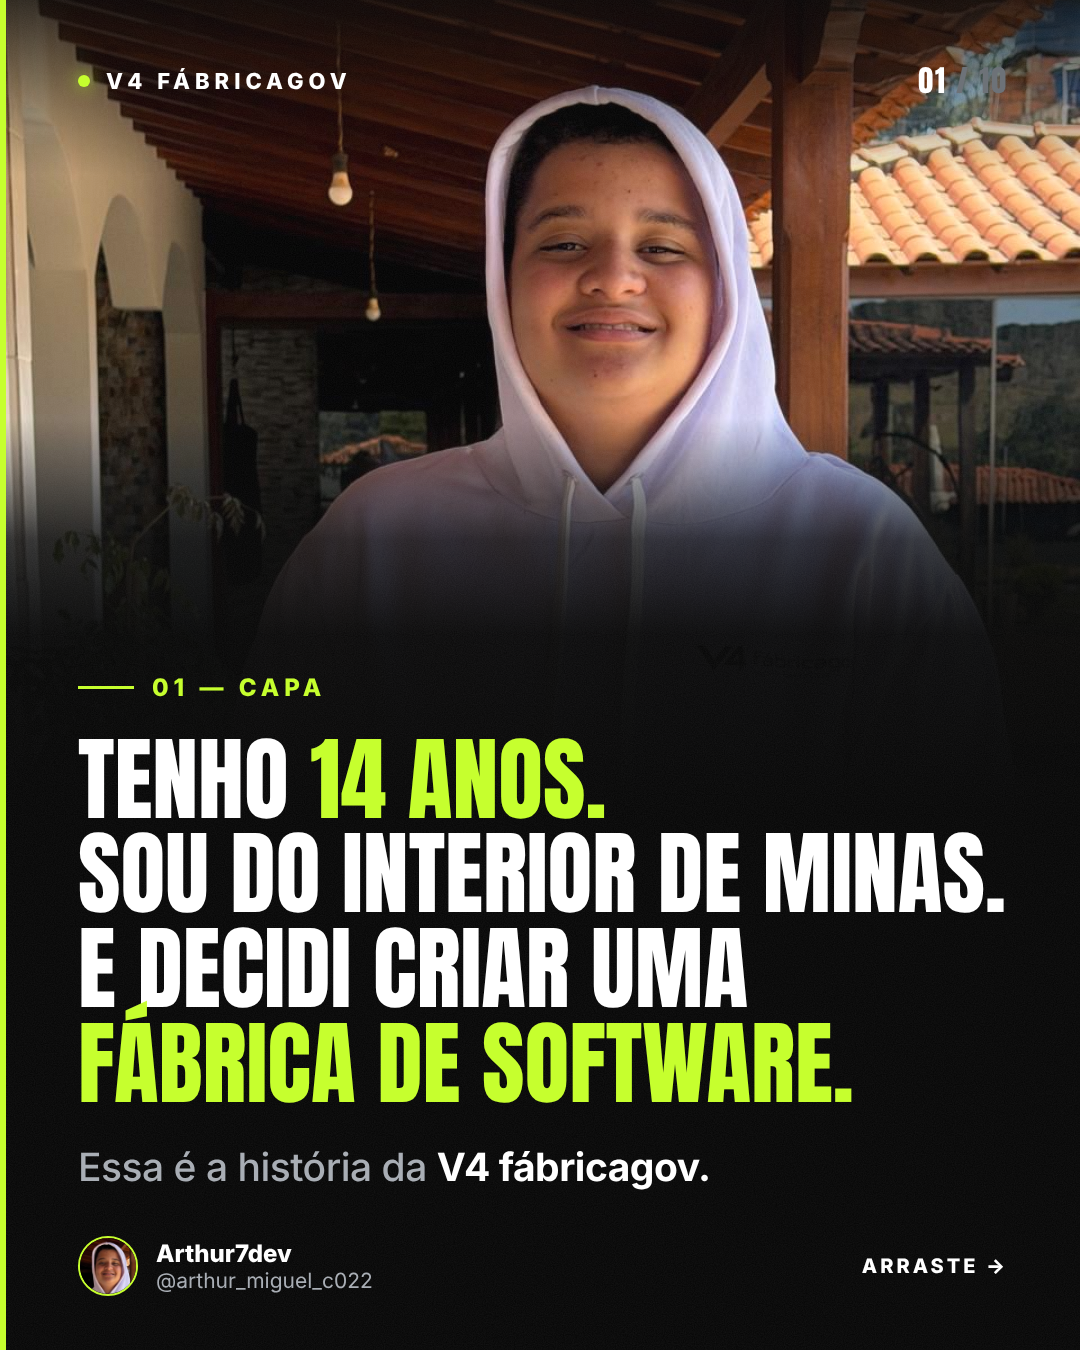 V4 FÁBRICAGOV
01 / 10
01 — CAPA
TENHO 14 ANOS.
SOU DO INTERIOR DE MINAS.
E DECIDI CRIAR UMA
FÁBRICA DE SOFTWARE.
Essa é a história da V4 fábricagov.
Arthur7dev
@arthur_miguel_c022
ARRASTE →